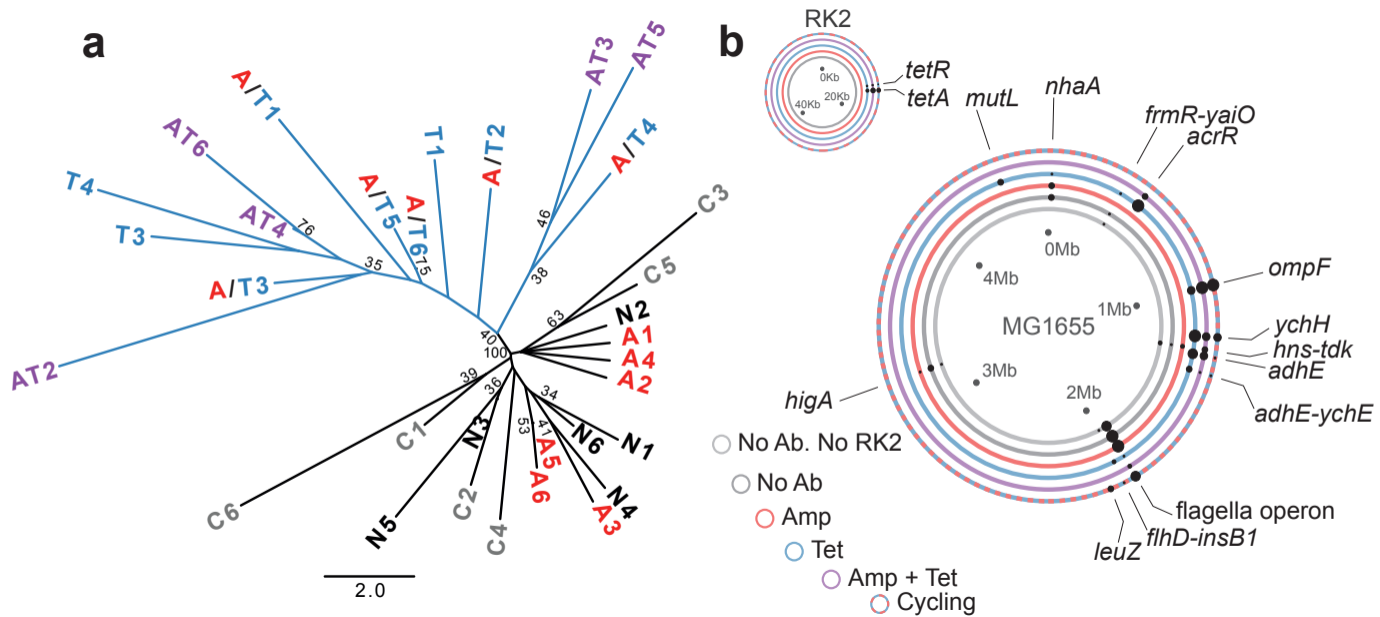 a
AT3
AT5
A/T1
AT6
T1
A/T2
A/T4
T4
A/T5
A/T6
AT4
76
46
C3
T3
35
75
38
C5
A/T3
63
N2
40
A1
100
A4
AT2
39
A2
36
34
C1
N3
53
41
A5
N6
N1
A6
C6
C2
N4
N5
C4
A3
2.0
b
RK2
0Kb
20Kb
40Kb
tetR
tetA
mutL
nhaA
frmR-yaiO
acrR
0Mb
4Mb
ompF
1Mb
MG1655
ychH
hns-tdk
3Mb
adhE
2Mb
higA
adhE-ychE
No Ab. No RK2
No Ab
flagella operon
Amp
flhD-insB1
Tet
leuZ
Amp + Tet
Cycling